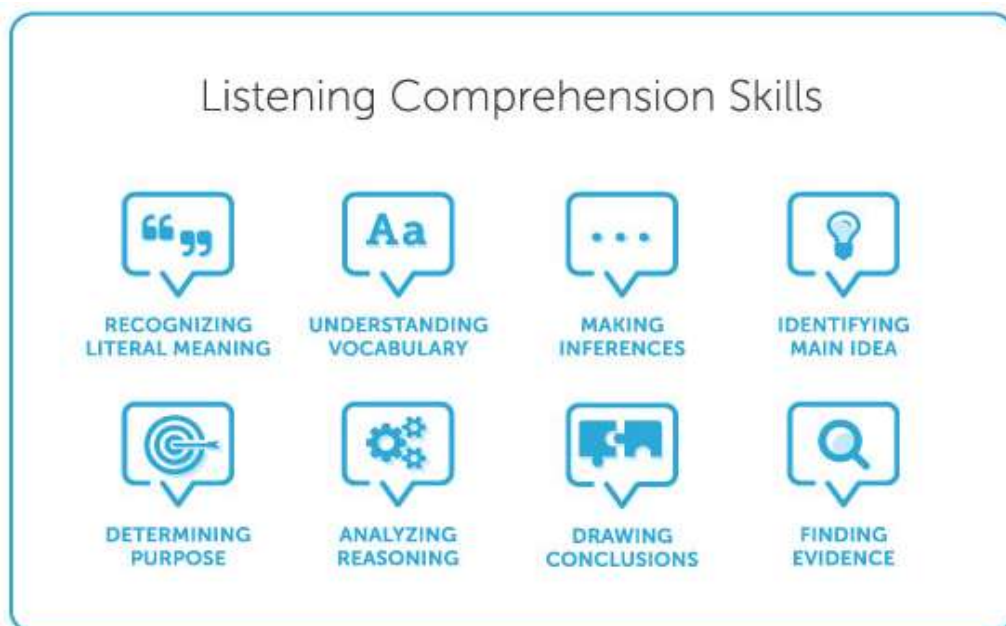 Listening Comprehension Skills
“ ”
Aa
...
RECOGNIZING
LITERAL MEANING
UNDERSTANDING
VOCABULARY
MAKING
INFERENCES
IDENTIFYING
MAIN IDEA
DETERMINING
PURPOSE
ANALYZING
REASONING
DRAWING
CONCLUSIONS
FINDING
EVIDENCE